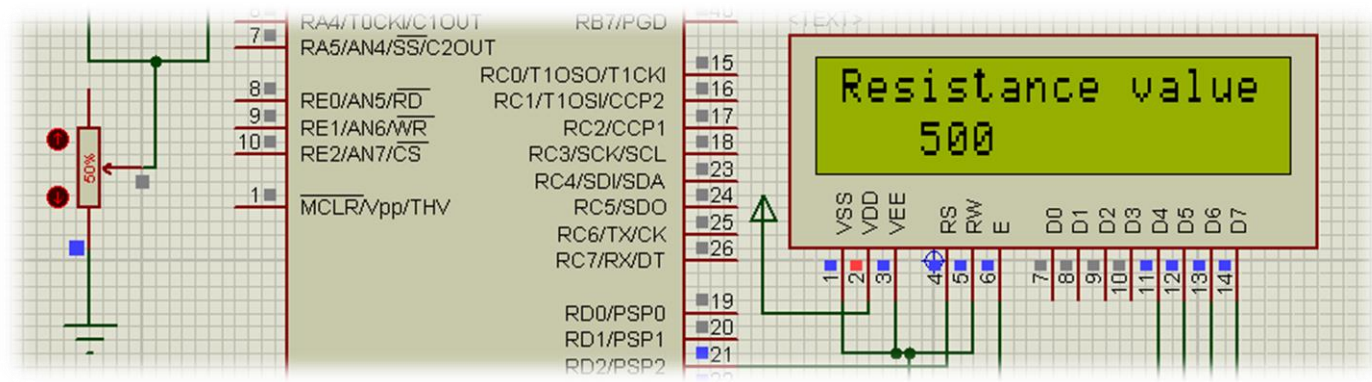 RA4/T0CKI/C1OUT
7
RA5/AN4/SS/C2OUT
8
RE0/AN5/RD
9
RE1/AN6/WR
10
RE2/AN7/CS
1
MCLR/Vpp/THV
50%
RB7/PGD
40
RC0/T1OSO/T1CKI
15
RC1/T1OSI/CCP2
16
RC2/CCP1
17
RC3/SCK/SCL
18
RC4/SDI/SDA
23
RC5/SDO
24
RC6/TX/CK
25
RC7/RX/DT
26
RD0/PSP0
19
RD1/PSP1
20
RD2/PSP2
21
<TEXT>
Resistance value
500
VSS VDD VEE RS RW E D0 D1 D2 D3 D4 D5 D6 D7
1 2 3 4 5 6 7 8 9 10 11 12 13 14